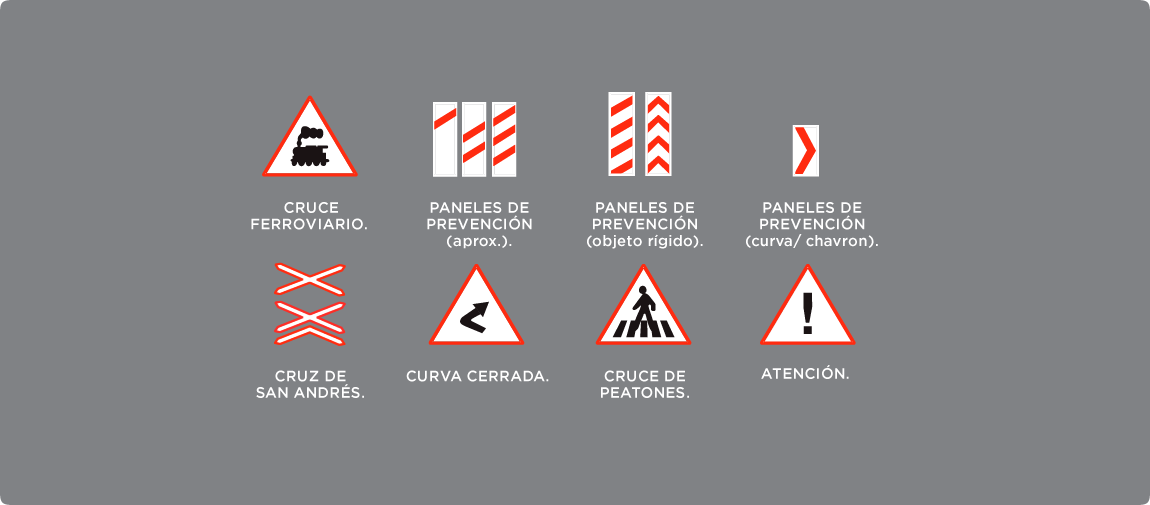 CRUCE
FERROVIARIO.
PANELES DE
PREVENCIÓN
(aprox.).
PANELES DE
PREVENCIÓN
(objeto rígido).
PANELES DE
PREVENCIÓN
(curva/ chavron).
CRUZ DE
SAN ANDRÉS.
CURVA CERRADA.
CRUCE DE
PEATONES.
!
ATENCIÓN.